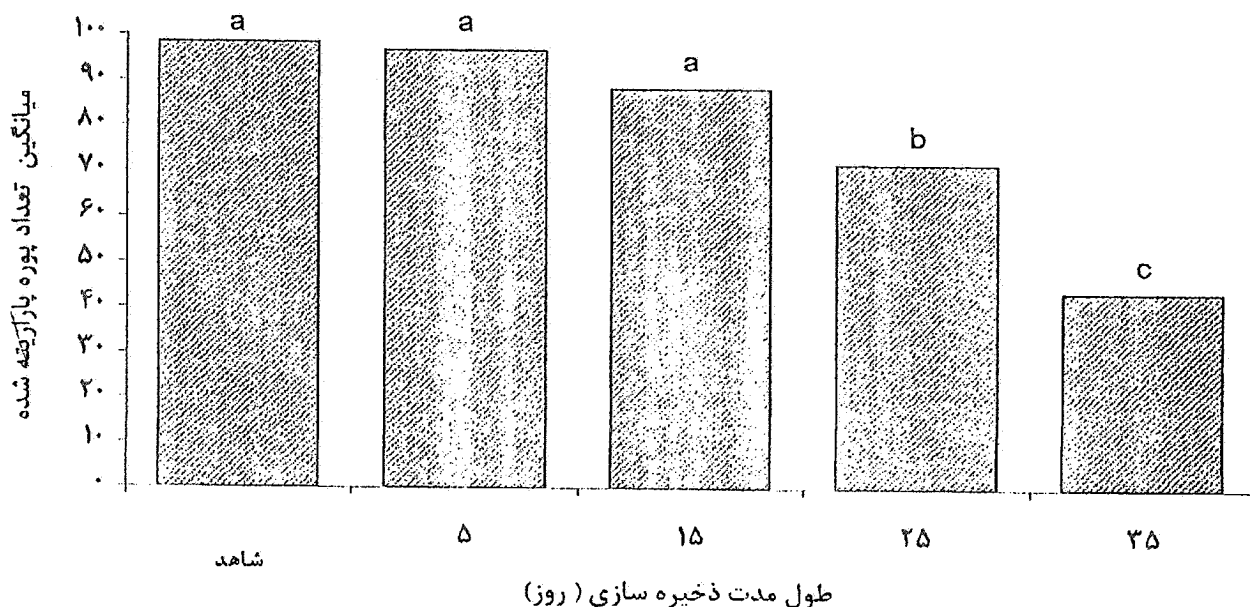 میانگین تعداد پوره پارازیته شده
۱۰۰
۹۰
۸۰
۷۰
۶۰
۵۰
۴۰
۳۰
۲۰
۱۰
۰
a a a b c
شاهد ۵ ۱۵ ۲۵ ۳۵
طول مدت ذخیره سازی ( روز)